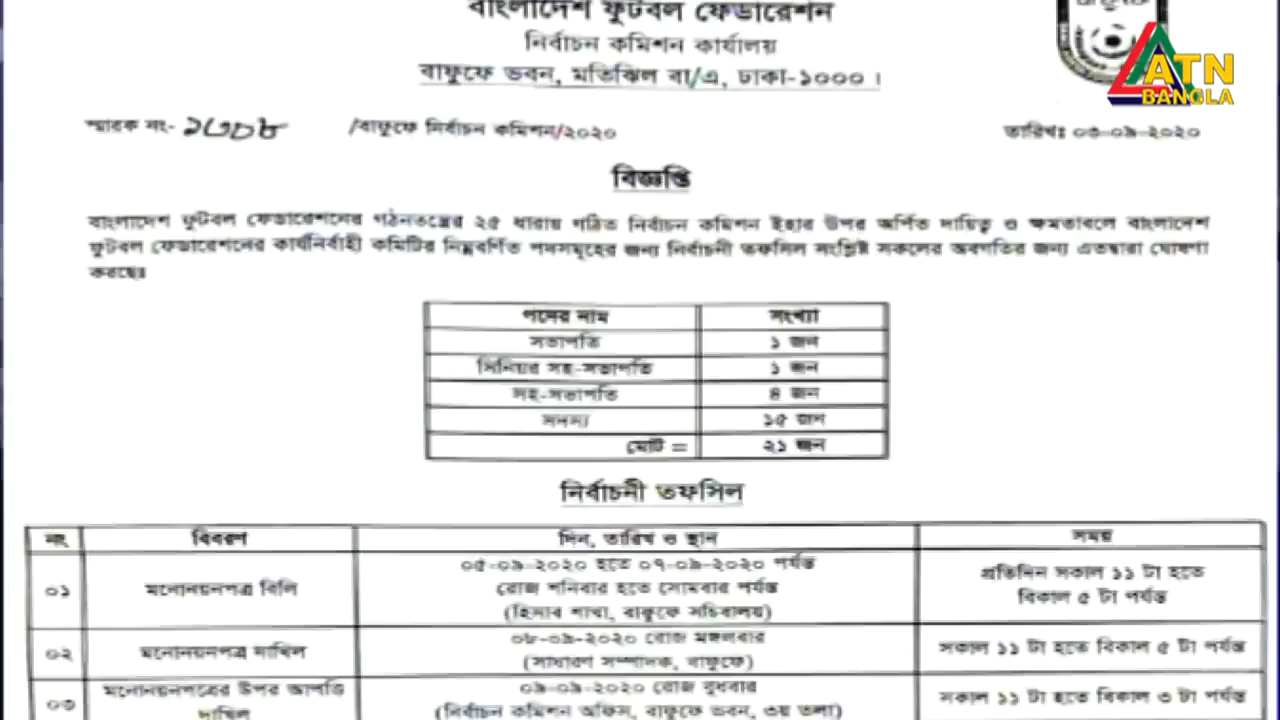 বাংলাদেশ ফুটবল ফেডারেশন
নির্বাচন কমিশন কার্যালয়
বাফুফে ভবন, মতিঝিল বা/এ, ঢাকা-১০০০।
ATN
BANGLA
স্মারক নং- ১৬৩৮ /বাফুফে নির্বাচন কমিশন/২০২০ তারিখঃ ০৩-০৯-২০২০
বিজ্ঞপ্তি
বাংলাদেশ ফুটবল ফেডারেশনের গঠনতন্ত্রের ২৫ ধারায় গঠিত নির্বাচন কমিশন ইহার উপর অর্পিত দায়িত্ব ও ক্ষমতাবলে বাংলাদেশ
ফুটবল ফেডারেশনের কার্যনির্বাহী কমিটির নিম্নবর্ণিত পদসমূহের জন্য নির্বাচনী তফসিল সংশ্লিষ্ট সকলের অবগতির জন্য এতদ্বারা ঘোষণা
করছেঃ
পদের নাম সংখ্যা
সভাপতি ১ জন
সিনিয়র সহ-সভাপতি ১ জন
সহ-সভাপতি ৪ জন
সদস্য ১৫ জন
মোট = ২১ জন
নির্বাচনী তফসিল
নং বিবরণ দিন, তারিখ ও স্থান সময়
০৫-০৯-২০২০ হতে ০৭-০৯-২০২০ পর্যন্ত
০১ মনোনয়নপত্র বিলি রোজ শনিবার হতে সোমবার পর্যন্ত প্রতিদিন সকাল ১১ টা হতে
(হিসাব শাখা, বাফুফে সচিবালয়) বিকাল ৫ টা পর্যন্ত
০২ মনোনয়নপত্র দাখিল ০৮-০৯-২০২০ রোজ মঙ্গলবার সকাল ১১ টা হতে বিকাল ৫ টা পর্যন্ত
(সাধারণ সম্পাদক, বাফুফে)
০৩ মনোনয়নপত্রের উপর আপত্তি ০৯-০৯-২০২০ রোজ বুধবার সকাল ১১ টা হতে বিকাল ৩ টা পর্যন্ত
দাখিল (নির্বাচন কমিশন অফিস, বাফুফে ভবন, ৩য় তলা)